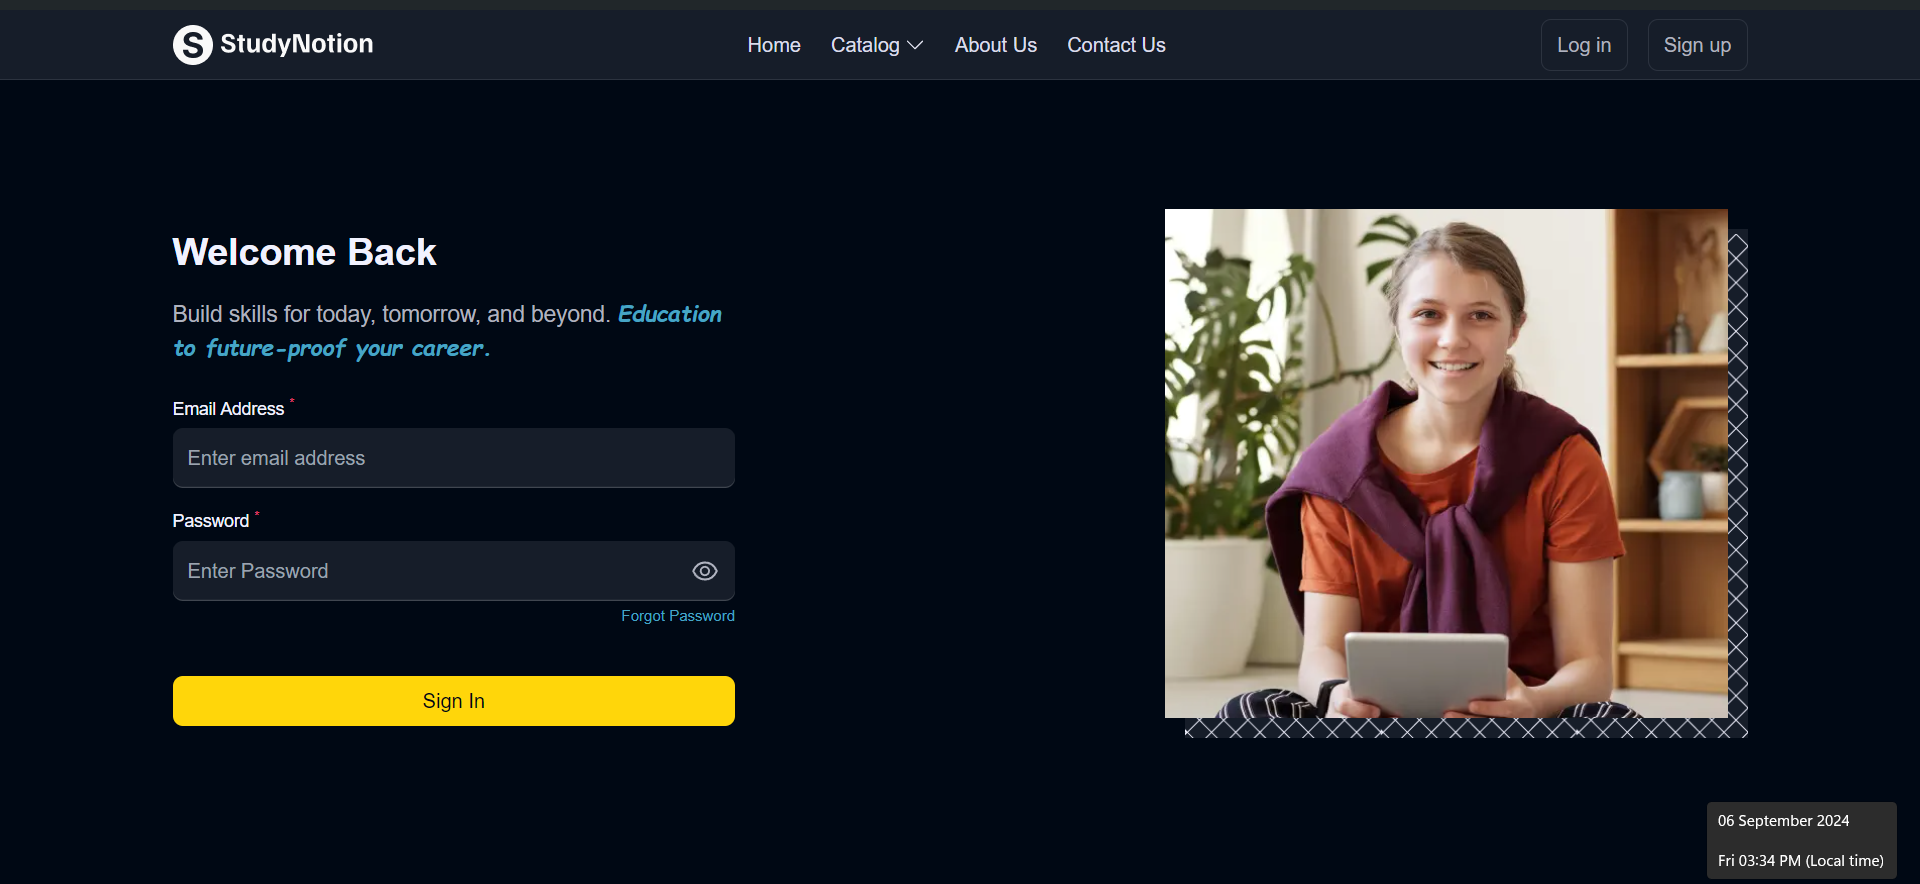 StudyNotion
Home Catalog About Us Contact Us
Log in Sign up
Welcome Back
Build skills for today, tomorrow, and beyond. Education
to future-proof your career.
Email Address *
Enter email address
Password *
Enter Password
Forgot Password
Sign In
06 September 2024
Fri 03:34 PM (Local time)